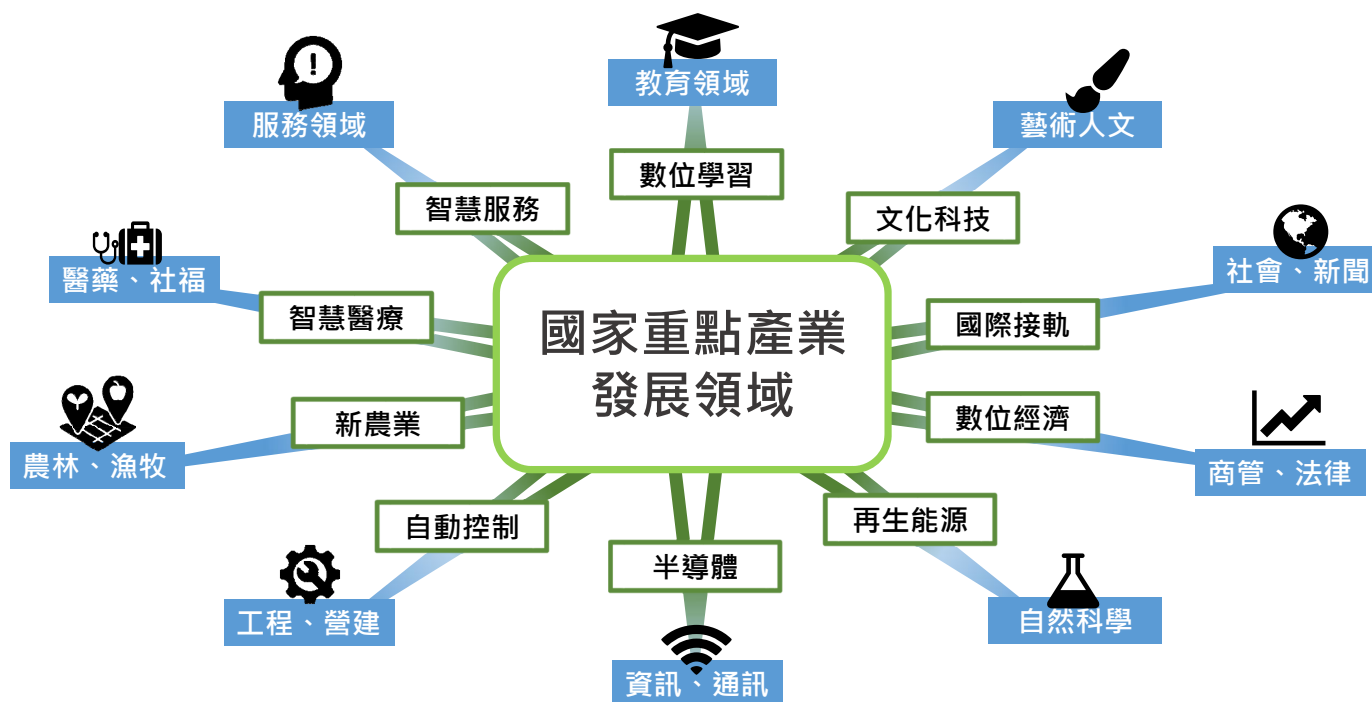 教育領域
服務領域
藝術人文
數位學習
智慧服務
文化科技
醫藥、社福
社會、新聞
智慧醫療
國際接軌
國家重點產業
發展領域
新農業
數位經濟
農林、漁牧
商管、法律
自動控制
再生能源
半導體
工程、營建
自然科學
資訊、通訊